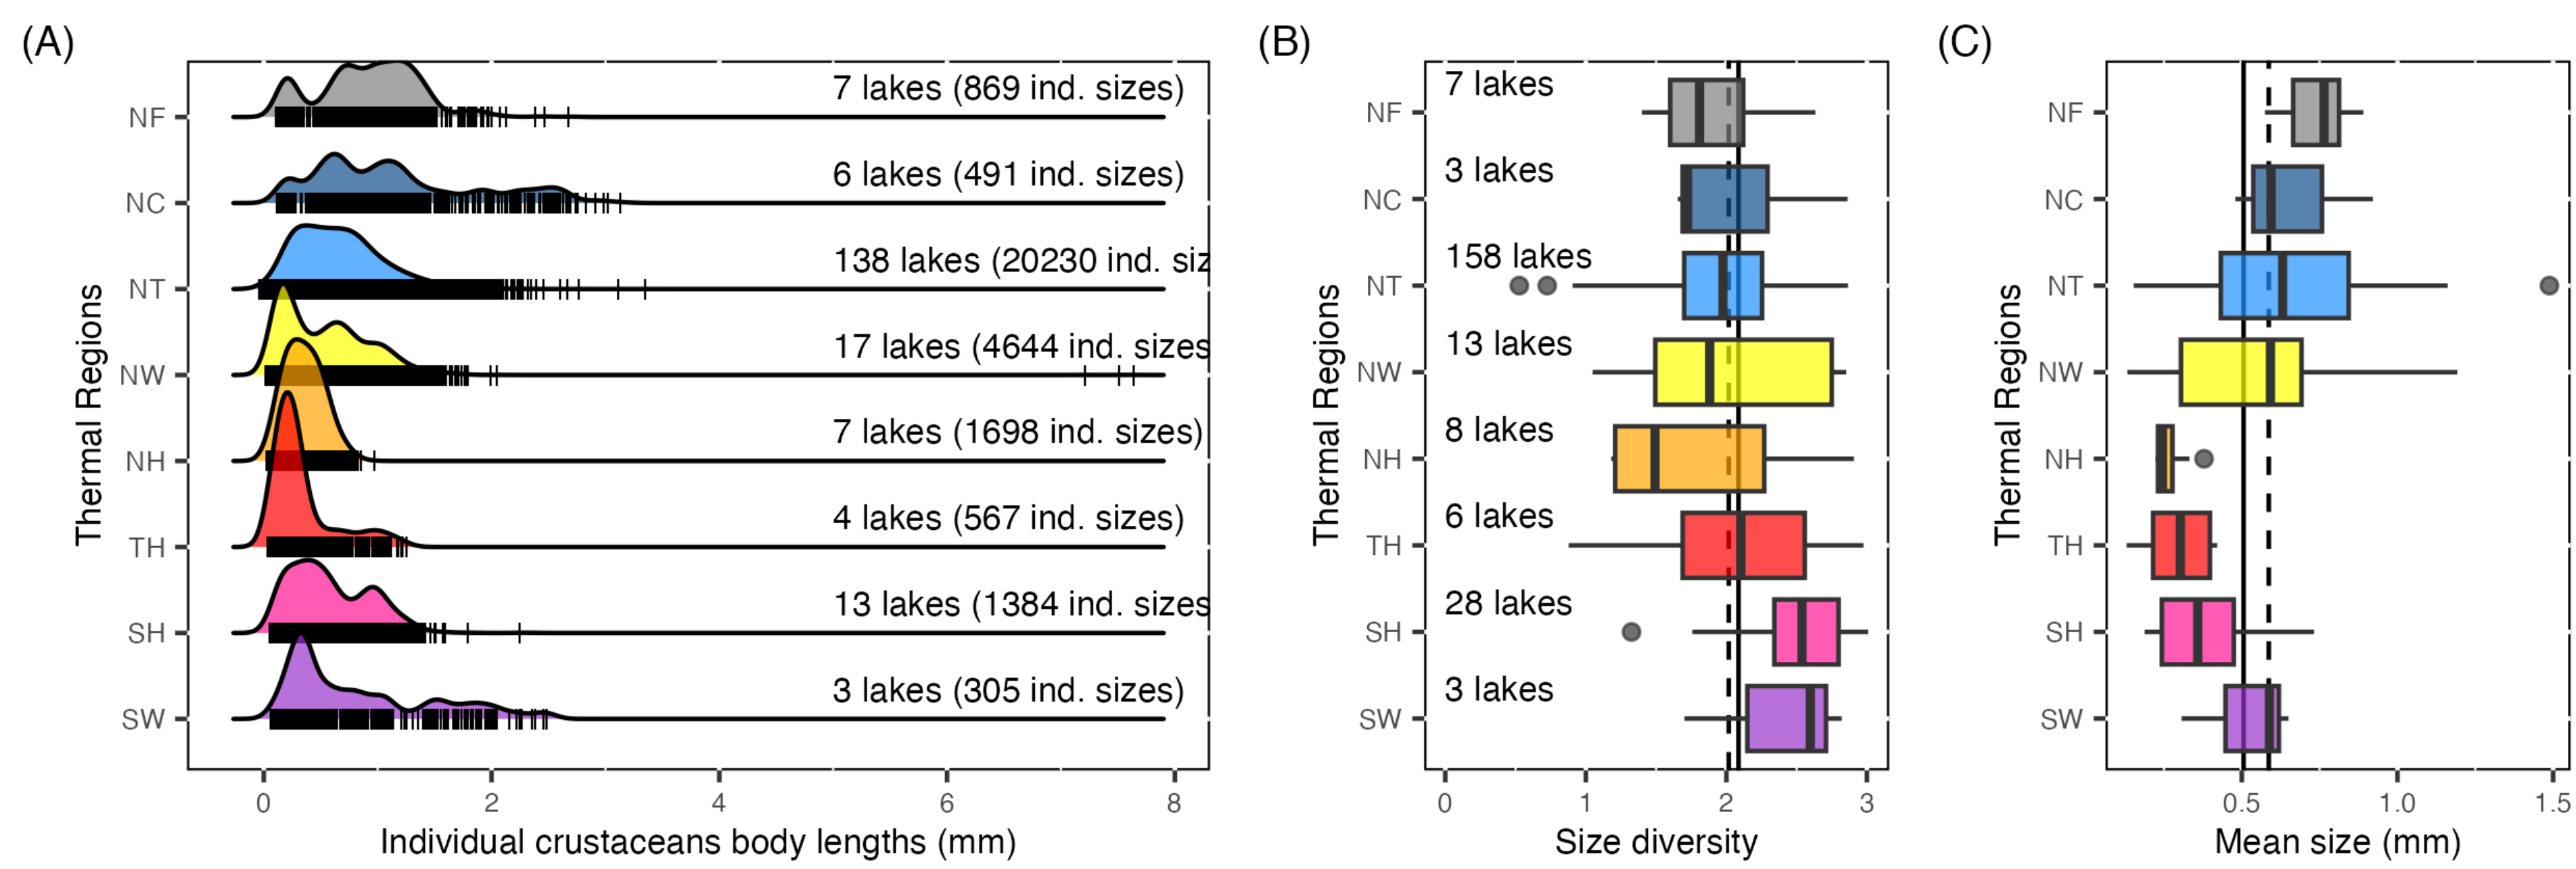 (A)
Thermal Regions
NF 7 lakes (869 ind. sizes)
NC 6 lakes (491 ind. sizes)
NT 138 lakes (20230 ind. siz
NW 17 lakes (4644 ind. sizes
NH 7 lakes (1698 ind. sizes)
TH 4 lakes (567 ind. sizes)
SH 13 lakes (1384 ind. sizes
SW 3 lakes (305 ind. sizes)
0 2 4 6 8
Individual crustaceans body lengths (mm)
(B)
Thermal Regions
NF 7 lakes
NC 3 lakes
NT 158 lakes
NW 13 lakes
NH 8 lakes
TH 6 lakes
SH 28 lakes
SW 3 lakes
0 1 2 3
Size diversity
(C)
Thermal Regions
NF
NC
NT
NW
NH
TH
SH
SW
0.5 1.0 1.5
Mean size (mm)